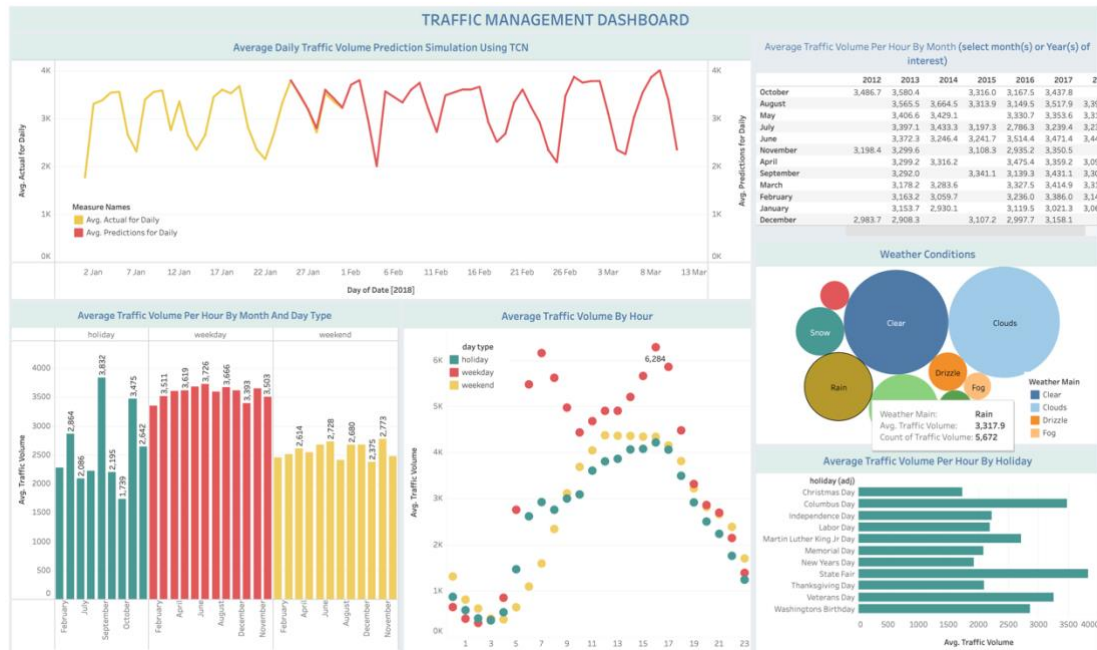 TRAFFIC MANAGEMENT DASHBOARD
Average Daily Traffic Volume Prediction Simulation Using TCN
4K
3K
2K
1K
0K
Avg. Actual for Daily
4K
3K
2K
1K
0K
Avg. Predictions for Daily
Measure Names
Avg. Actual for Daily
Avg. Predictions for Daily
2 Jan 7 Jan 12 Jan 17 Jan 22 Jan 27 Jan 1 Feb 6 Feb 11 Feb 16 Feb 21 Feb 26 Feb 3 Mar 8 Mar 13 Mar
Day of Date [2018]
Average Traffic Volume Per Hour By Month (select month(s) or Year(s) of
interest)
2012 2013 2014 2015 2016 2017
October 3,486.7 3,580.4 3,316.0 3,167.5 3,437.8
August 3,565.5 3,664.5 3,313.9 3,149.5 3,517.9
May 3,406.6 3,429.1 3,330.7 3,353.6
July 3,397.1 3,433.3 3,197.3 2,786.3 3,239.4
June 3,372.3 3,246.4 3,241.7 3,514.4 3,471.4
November 3,198.4 3,299.6 3,108.3 2,935.2 3,350.5
April 3,299.2 3,316.2 3,475.4 3,359.2
September 3,292.0 3,341.1 3,139.3 3,431.1
March 3,178.2 3,283.6 3,327.5 3,414.9
February 3,163.2 3,059.7 3,236.0 3,386.0
January 3,153.7 2,930.1 3,119.5 3,021.3
December 2,983.7 2,908.3 3,107.2 2,997.7 3,158.1
Weather Conditions
Snow
Clear
Clouds
Rain
Drizzle
Fog
Weather Main
Clear
Clouds
Drizzle
Fog
Weather Main: Rain
Avg. Traffic Volume: 3,317.9
Count of Traffic Volume: 5,672
Average Traffic Volume Per Hour By Month And Day Type
holiday weekday weekend
4000
3500
3000
2500
2000
1500
1000
500
0
Avg. Traffic Volume
2,864
2,086
3,832
2,195
1,739
3,475
2,642
3,511
3,619
3,726
3,666
3,393
3,503
2,614
2,728
2,680
2,375
2,773
February
July
September
October
February
April
June
August
December
November
February
April
June
August
December
November
Average Traffic Volume By Hour
day type
holiday
weekday
weekend
6,284
6K
5K
4K
3K
2K
1K
0K
Avg. Traffic Volume
1 3 5 7 9 11 13 15 17 19 21 23
Average Traffic Volume Per Hour By Holiday
holiday (adj)
Christmas Day
Columbus Day
Independence Day
Labor Day
Martin Luther King Jr Day
Memorial Day
New Years Day
State Fair
Thanksgiving Day
Veterans Day
Washingtons Birthday
0 500 1000 1500 2000 2500 3000 3500 4000
Avg. Traffic Volume